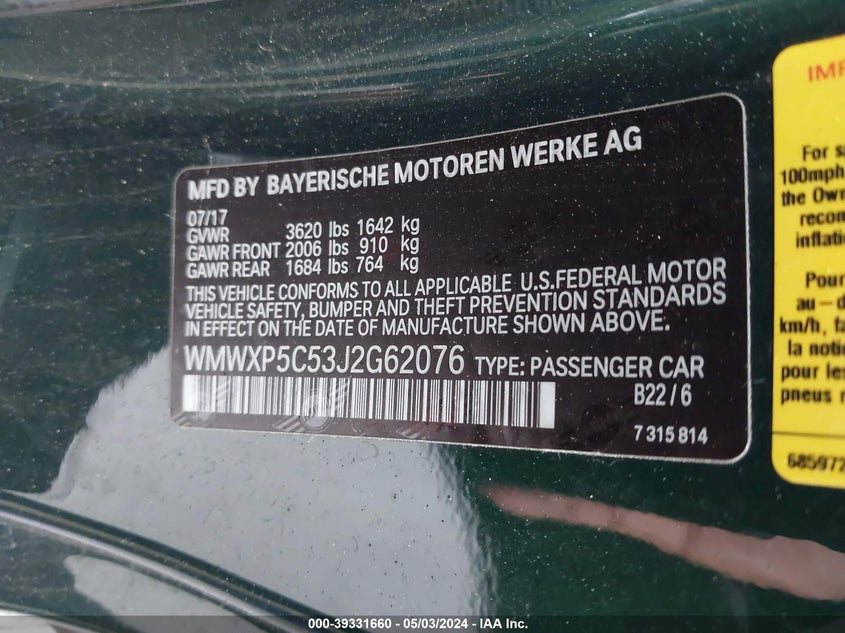 MFD BY BAYERISCHE MOTOREN WERKE AG
07/17
GVWR 3620 lbs 1642 kg
GAWR FRONT 2006 lbs 910 kg
GAWR REAR 1684 lbs 764 kg
THIS VEHICLE CONFORMS TO ALL APPLICABLE U.S.FEDERAL MOTOR
VEHICLE SAFETY, BUMPER AND THEFT PREVENTION STANDARDS
IN EFFECT ON THE DATE OF MANUFACTURE SHOWN ABOVE.
WMWXP5C53J2G62076 TYPE: PASSENGER CAR
B22/6
7 315 814
For
100mph
the Own
recom
inflati
Pour
au-d
km/h, fa
la notic
pour les
pneus
685972
000-39331660 - 05/03/2024 - IAA Inc.